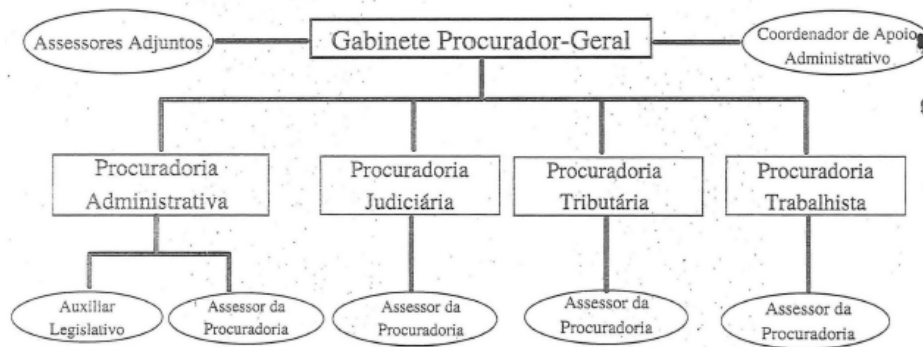 Assessores Adjuntos
Gabinete Procurador-Geral
Coordenador de Apoio
Administrativo
Procuradoria
Administrativa
Procuradoria
Judiciária
Procuradoria
Tributária
Procuradoria
Trabalhista
Auxiliar
Legislativo
Assessor da
Procuradoria
Assessor da
Procuradoria
Assessor da
Procuradoria
Assessor da
Procuradoria